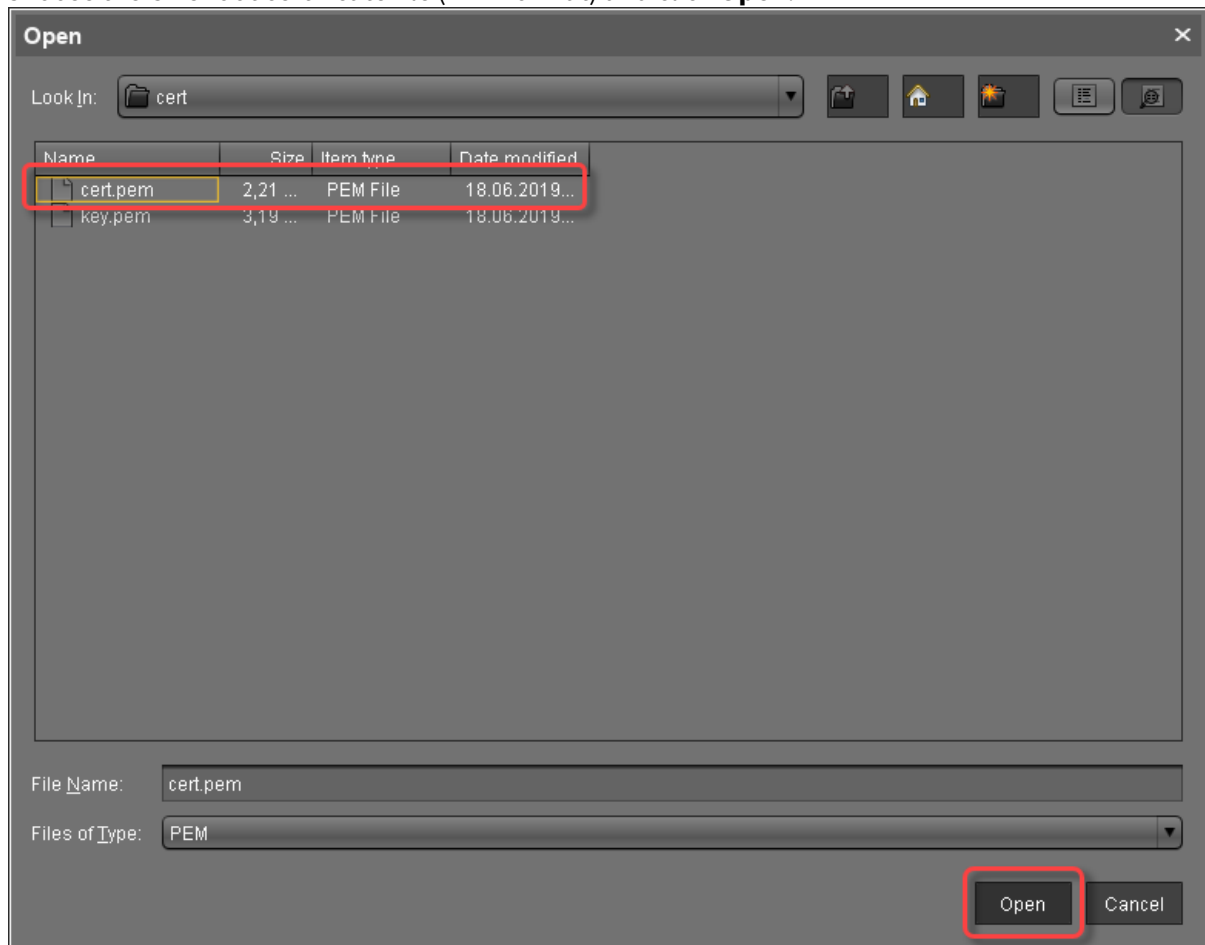 Open
Look In: cert
Name Size Item type Date modified
cert.pem 2,21 ... PEM File 18.06.2019...
key.pem 3,19 ... PEM File 18.06.2019...
File Name: cert.pem
Files of Type: PEM
Open Cancel